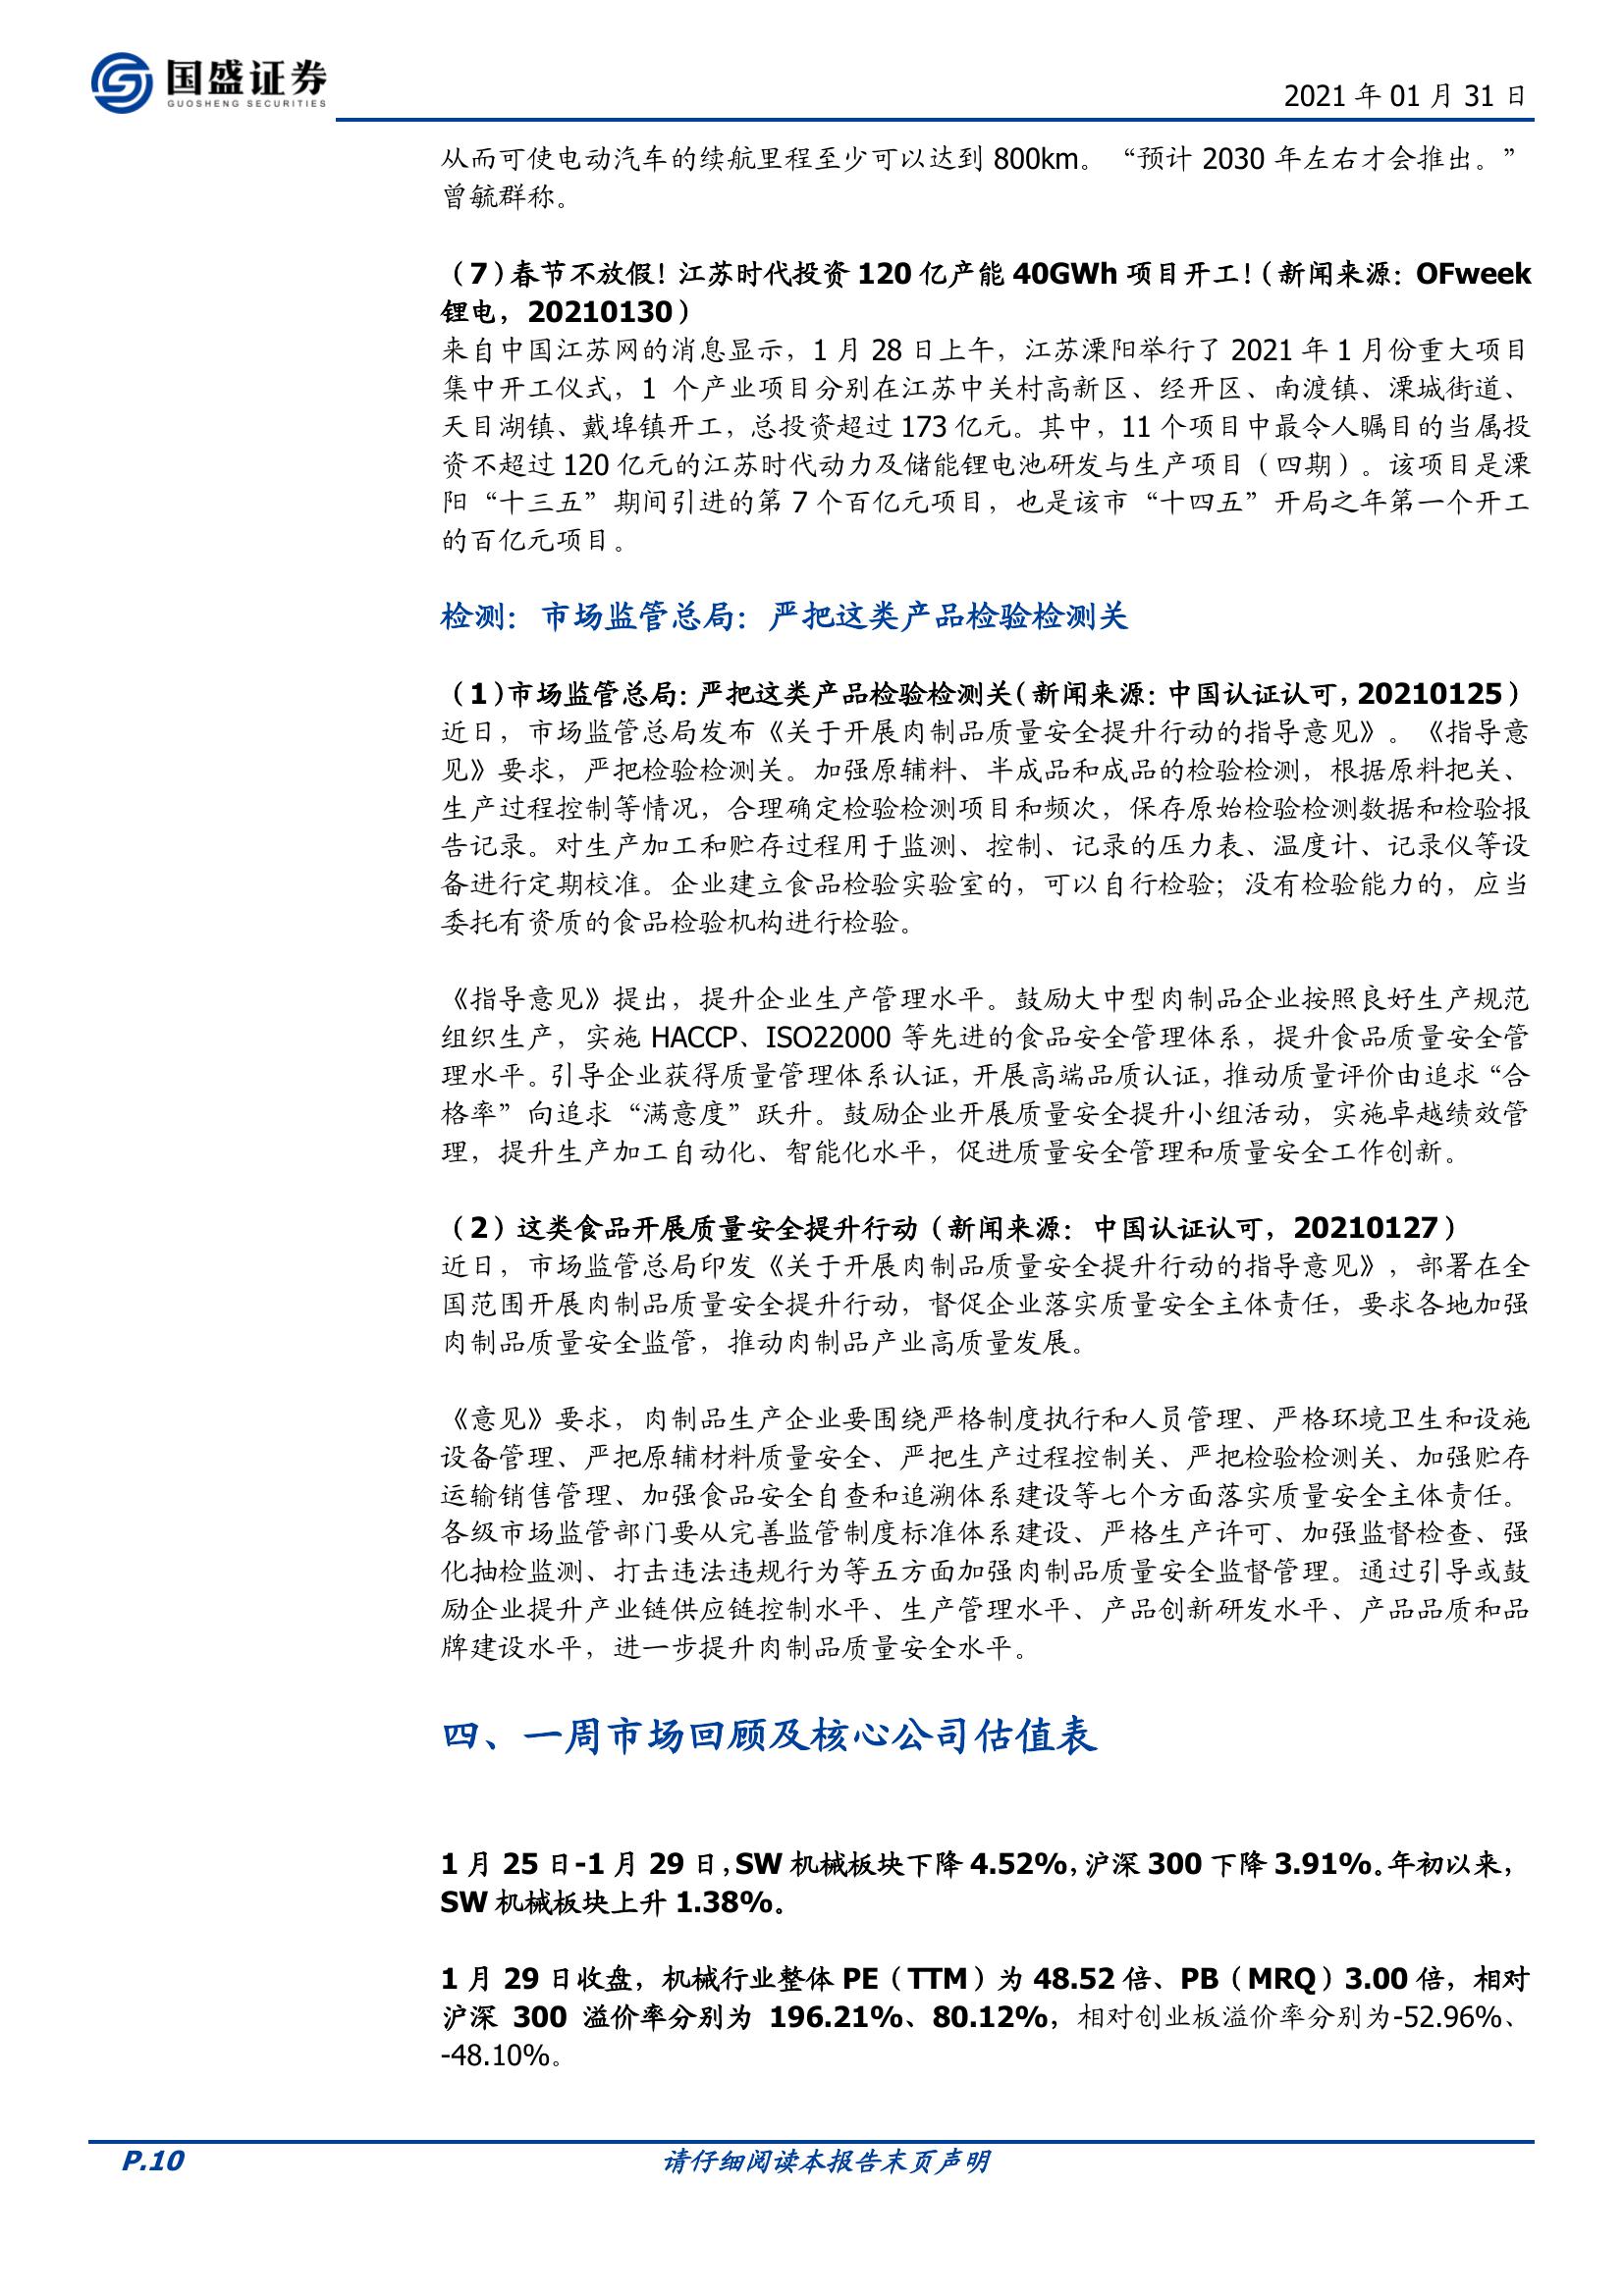 国盛证券
GUOSHENG SECURITIES
2021 年 01 月 31 日
从而可使电动汽车的续航里程至少可以达到 800km。“预计 2030 年左右才会推出。”
曾毓群称。
（7）春节不放假！江苏时代投资 120 亿产能 40GWh 项目开工！（新闻来源：OFweek
锂电，20210130）
来自中国江苏网的消息显示，1 月 28 日上午，江苏溧阳举行了 2021 年 1 月份重大项目
集中开工仪式，1 个产业项目分别在江苏中关村高新区、经开区、南渡镇、溧城街道、
天目湖镇、戴埠镇开工，总投资超过 173 亿元。其中，11 个项目中最令人瞩目的当属投
资不超过 120 亿元的江苏时代动力及储能锂电池研发与生产项目（四期）。该项目是溧
阳“十三五”期间引进的第 7 个百亿元项目，也是该市“十四五”开局之年第一个开工
的百亿元项目。
检测：市场监管总局：严把这类产品检验检测关
（1）市场监管总局：严把这类产品检验检测关（新闻来源：中国认证认可，20210125）
近日，市场监管总局发布《关于开展肉制品质量安全提升行动的指导意见》。《指导意
见》要求，严把检验检测关。加强原辅料、半成品和成品的检验检测，根据原料把关、
生产过程控制等情况，合理确定检验检测项目和频次，保存原始检验检测数据和检验报
告记录。对生产加工和贮存过程用于监测、控制、记录的压力表、温度计、记录仪等设
备进行定期校准。企业建立食品检验实验室的，可以自行检验；没有检验能力的，应当
委托有资质的食品检验机构进行检验。
《指导意见》提出，提升企业生产管理水平。鼓励大中型肉制品企业按照良好生产规范
组织生产，实施 HACCP、ISO22000 等先进的食品安全管理体系，提升食品质量安全管
理水平。引导企业获得质量管理体系认证，开展高端品质认证，推动质量评价由追求“合
格率”向追求“满意度”跃升。鼓励企业开展质量安全提升小组活动，实施卓越绩效管
理，提升生产加工自动化、智能化水平，促进质量安全管理和质量安全工作创新。
（2）这类食品开展质量安全提升行动（新闻来源：中国认证认可，20210127）
近日，市场监管总局印发《关于开展肉制品质量安全提升行动的指导意见》，部署在全
国范围开展肉制品质量安全提升行动，督促企业落实质量安全主体责任，要求各地加强
肉制品质量安全监管，推动肉制品产业高质量发展。
《意见》要求，肉制品生产企业要围绕严格制度执行和人员管理、严格环境卫生和设施
设备管理、严把原辅材料质量安全、严把生产过程控制关、严把检验检测关、加强贮存
运输销售管理、加强食品安全自查和追溯体系建设等七个方面落实质量安全主体责任。
各级市场监管部门要从完善监管制度标准体系建设、严格生产许可、加强监督检查、强
化抽检监测、打击违法违规行为等五方面加强肉制品质量安全监督管理。通过引导或鼓
励企业提升产业链供应链控制水平、生产管理水平、产品创新研发水平、产品品质和品
牌建设水平，进一步提升肉制品质量安全水平。
四、一周市场回顾及核心公司估值表
1 月 25 日-1 月 29 日，SW 机械板块下降 4.52%，沪深 300 下降 3.91%。年初以来，
SW 机械板块上升 1.38%。
1 月 29 日收盘，机械行业整体 PE（TTM）为 48.52 倍、PB（MRQ）3.00 倍，相对
沪深 300 溢价率分别为 196.21%、80.12%，相对创业板溢价率分别为-52.96%、
-48.10%。
P.10
请仔细阅读本报告末页声明